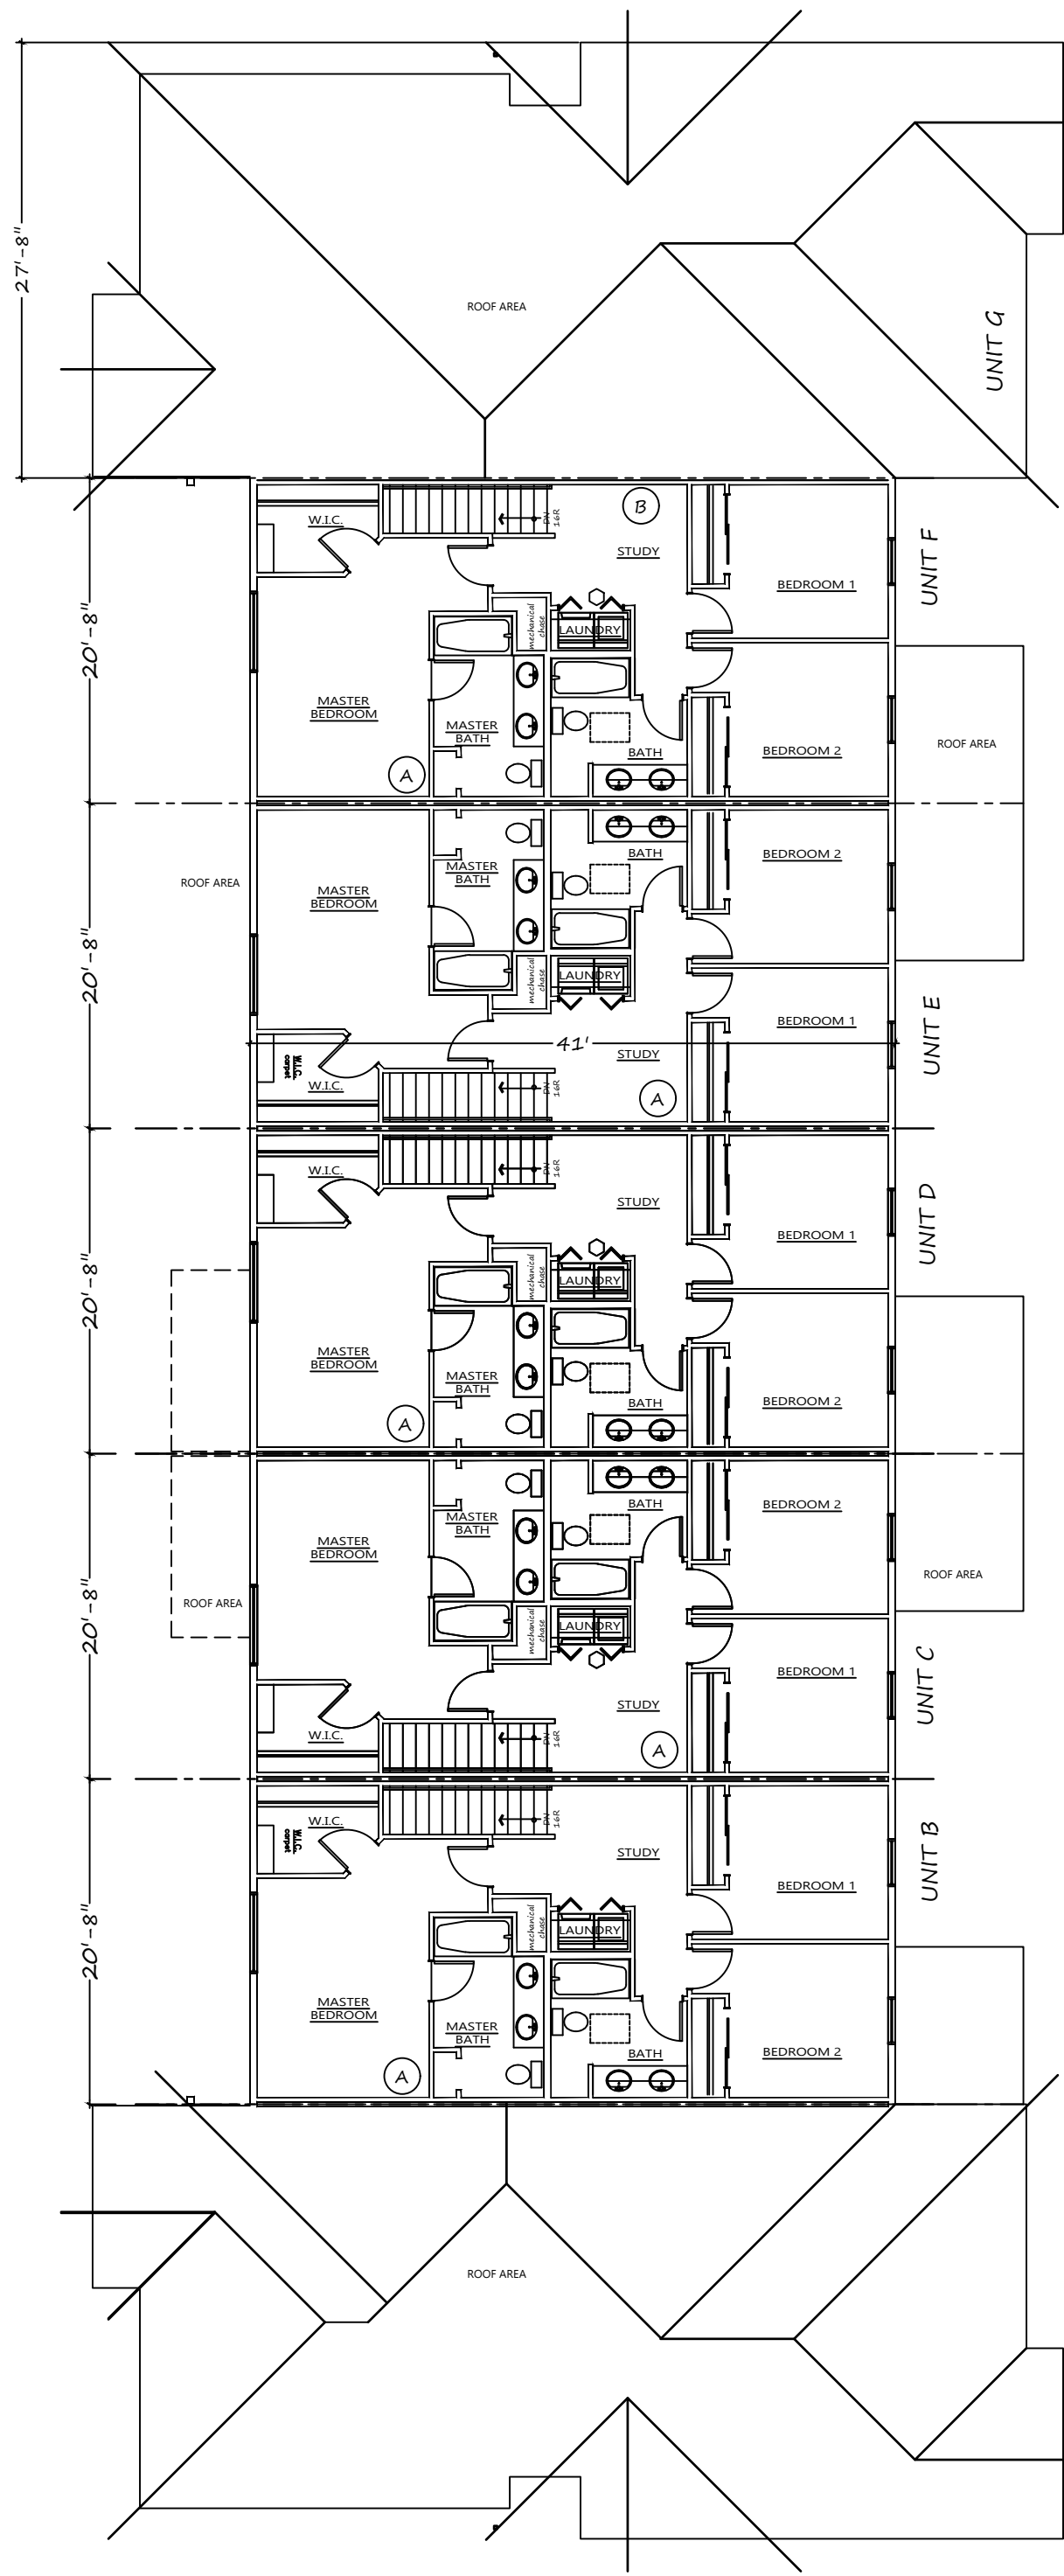 27'-8"
ROOF AREA
UNIT G
20'-8"
W.I.C.
DN
16R
B
STUDY
BEDROOM 1
UNIT F
mechanical
chase
LAUNDRY
MASTER
BEDROOM
MASTER
BATH
BATH
BEDROOM 2
ROOF AREA
A
20'-8"
ROOF AREA
MASTER
BEDROOM
MASTER
BATH
BATH
BEDROOM 2
mechanical
chase
LAUNDRY
BEDROOM 1
UNIT E
41'
W.I.C.
carpet
W.I.C.
STUDY
DN
16R
A
20'-8"
W.I.C.
DN
16R
STUDY
BEDROOM 1
UNIT D
mechanical
chase
LAUNDRY
MASTER
BEDROOM
MASTER
BATH
BATH
BEDROOM 2
A
20'-8"
MASTER
BEDROOM
MASTER
BATH
BATH
BEDROOM 2
ROOF AREA
ROOF AREA
mechanical
chase
LAUNDRY
BEDROOM 1
UNIT C
W.I.C.
STUDY
DN
16R
A
20'-8"
W.I.C.
W.I.C.
carpet
DN
16R
STUDY
BEDROOM 1
UNIT B
mechanical
chase
LAUNDRY
MASTER
BEDROOM
MASTER
BATH
BATH
BEDROOM 2
A
ROOF AREA